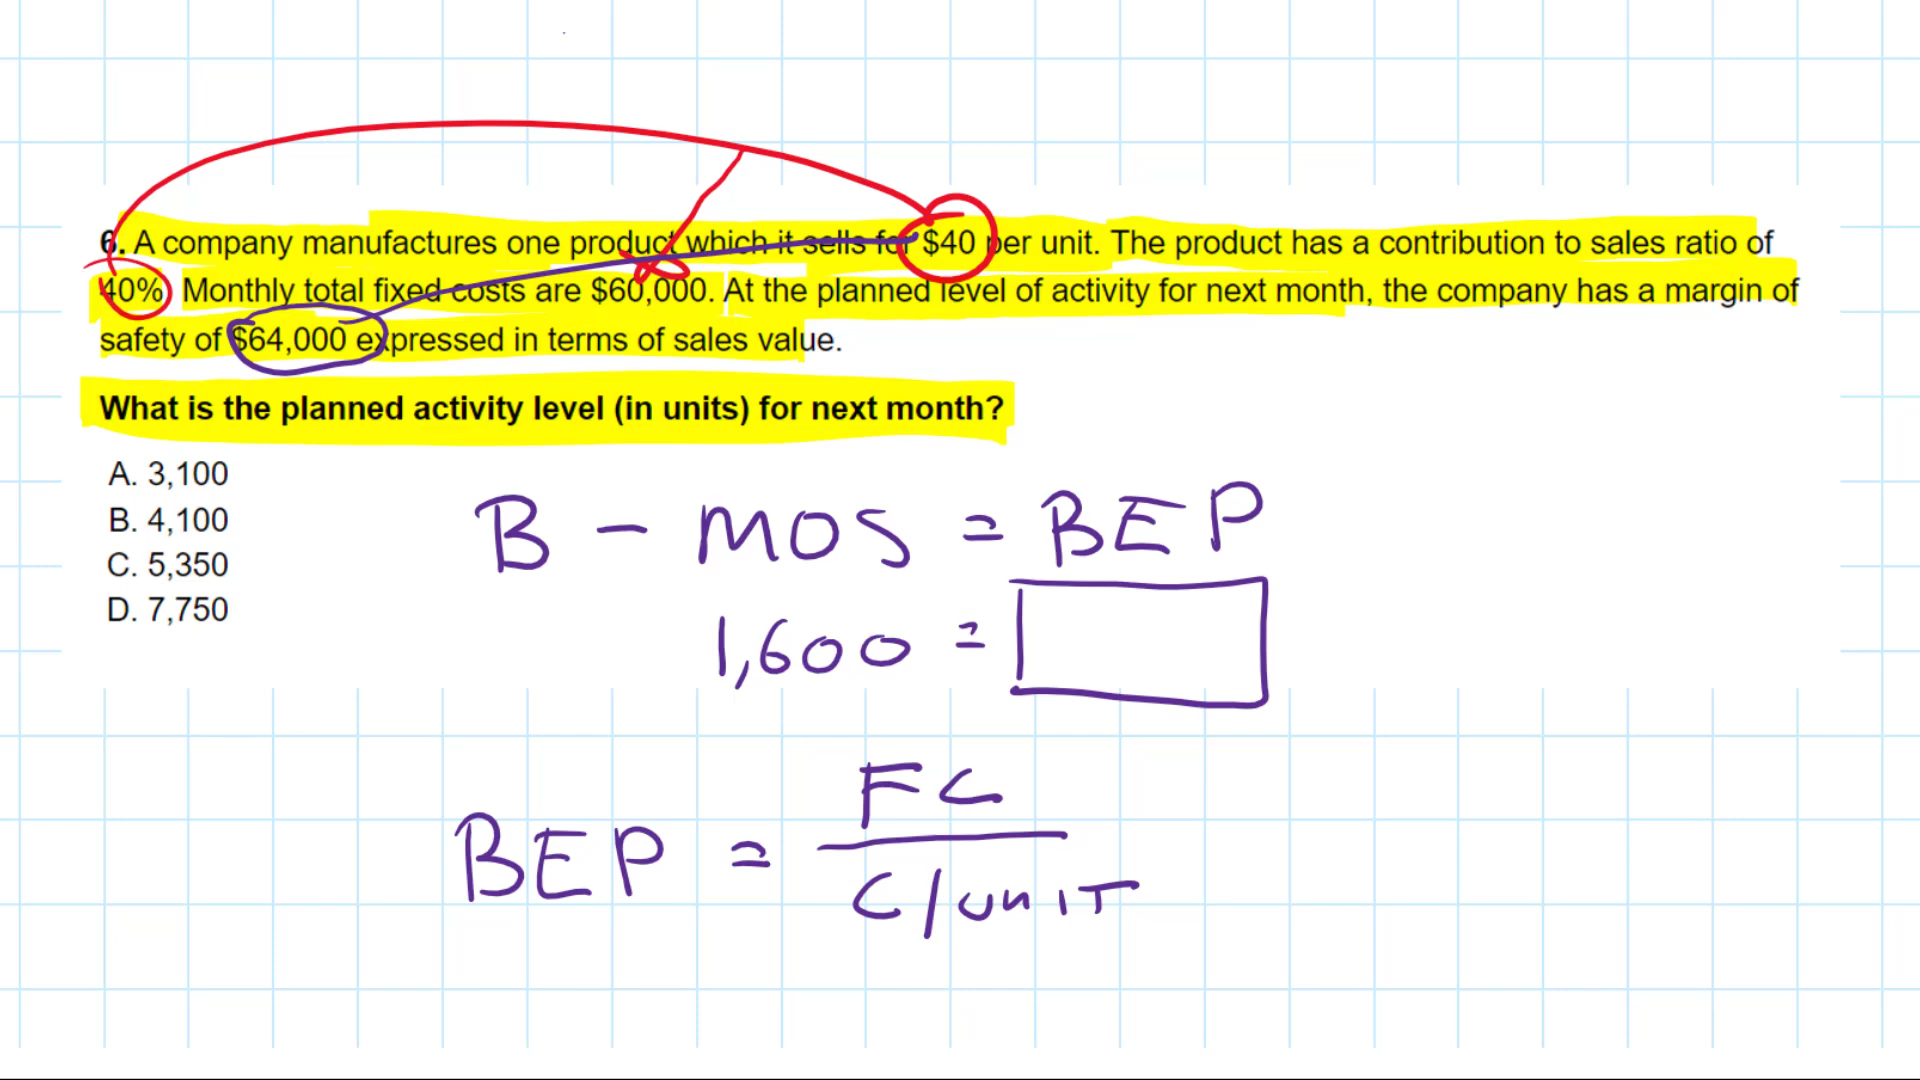 6. A company manufactures one product which it sells for $40 per unit. The product has a contribution to sales ratio of
40%. Monthly total fixed costs are $60,000. At the planned level of activity for next month, the company has a margin of
safety of $64,000 expressed in terms of sales value.
What is the planned activity level (in units) for next month?
A. 3,100
B. 4,100
C. 5,350
D. 7,750
B - MOS = BEP
1,600 =
BEP = FC
C/UNIT